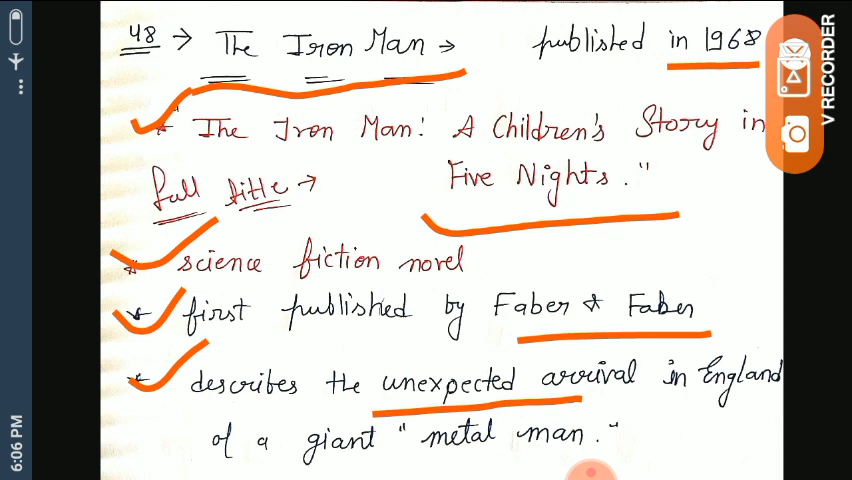 48 → The Iron Man → published in 1968
* "The Iron Man: A Children's Story in
full title → Five Nights."
* science fiction novel
* first published by Faber & Faber
* describes the unexpected arrival in England
of a giant "metal man."
V RECORDER
6:06 PM